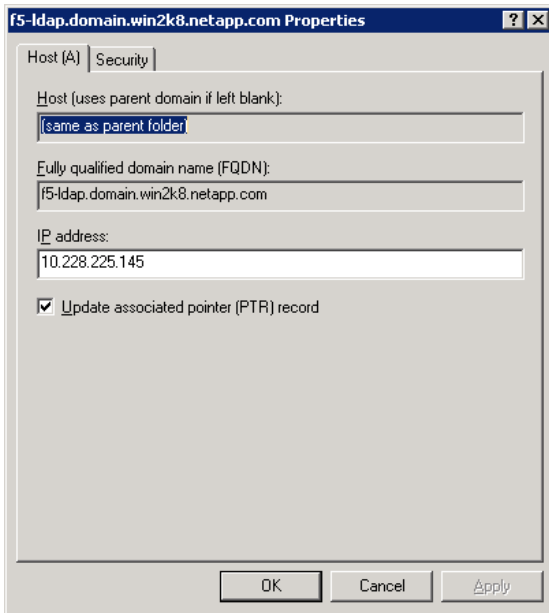 f5-ldap.domain.win2k8.netapp.com Properties
Host (A)
Security
Host (uses parent domain if left blank):
(same as parent folder)
Fully qualified domain name (FQDN):
f5-ldap.domain.win2k8.netapp.com
IP address:
10.228.225.145
Update associated pointer (PTR) record
OK
Cancel
Apply